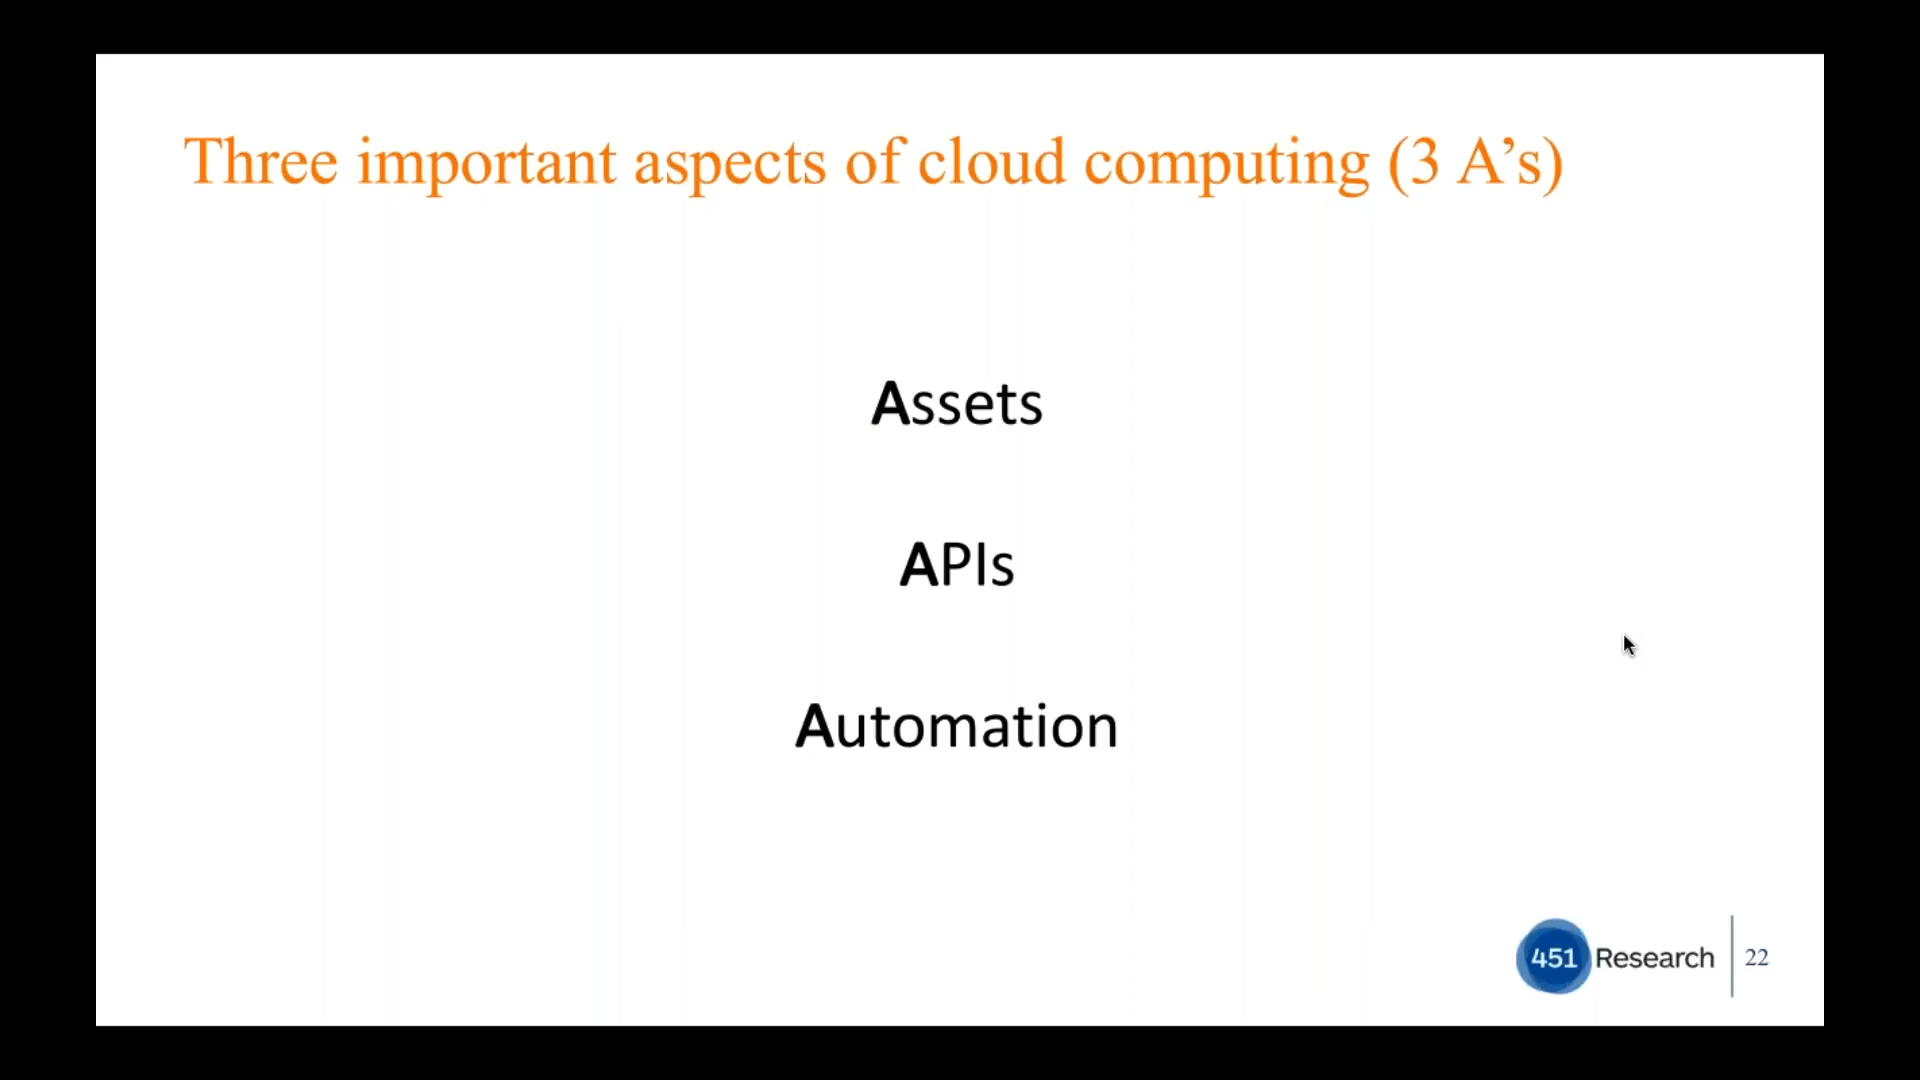 Three important aspects of cloud computing (3 A’s)
Assets
APIs
Automation
451 Research 22